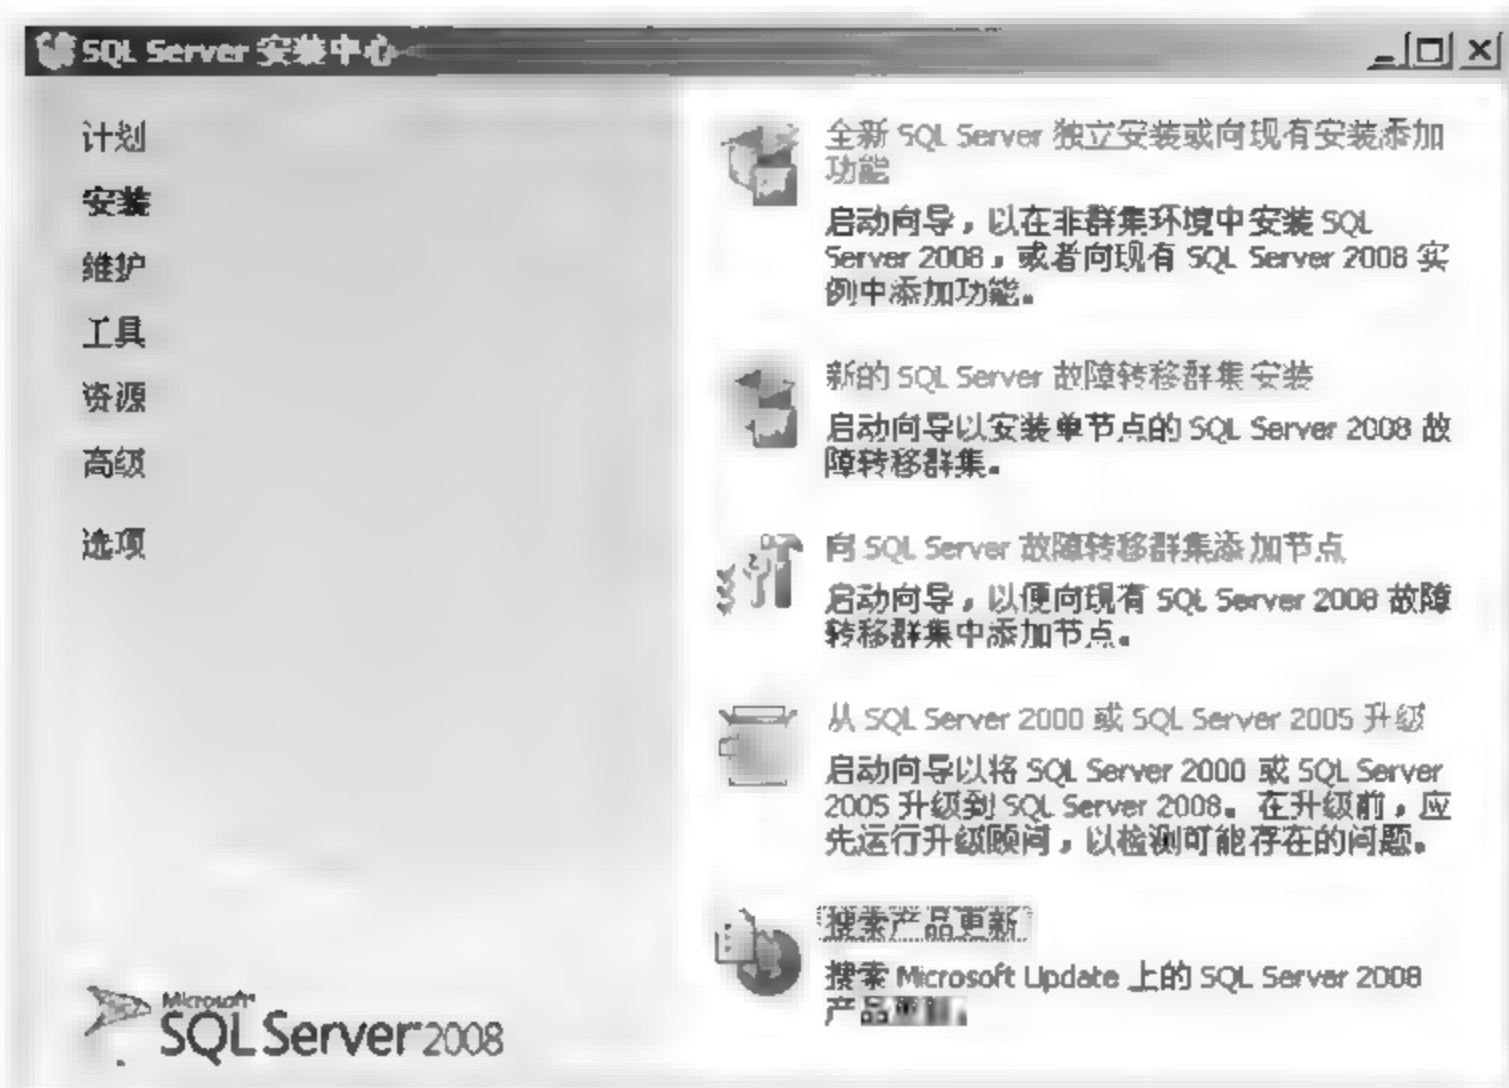 SQL Server 安装中心
计划
安装
维护
工具
资源
高级
选项
Microsoft
SQL Server 2008
全新 SQL Server 独立安装或向现有安装添加
功能
启动向导，以在非群集环境中安装 SQL
Server 2008，或者向现有 SQL Server 2008 实
例中添加功能。
新的 SQL Server 故障转移群集安装
启动向导以安装单节点的 SQL Server 2008 故
障转移群集。
向 SQL Server 故障转移群集添加节点
启动向导，以便向现有 SQL Server 2008 故障
转移群集中添加节点。
从 SQL Server 2000 或 SQL Server 2005 升级
启动向导以将 SQL Server 2000 或 SQL Server
2005 升级到 SQL Server 2008。在升级前，应
先运行升级顾问，以检测可能存在的问题。
搜索产品更新
搜索 Microsoft Update 上的 SQL Server 2008
产品